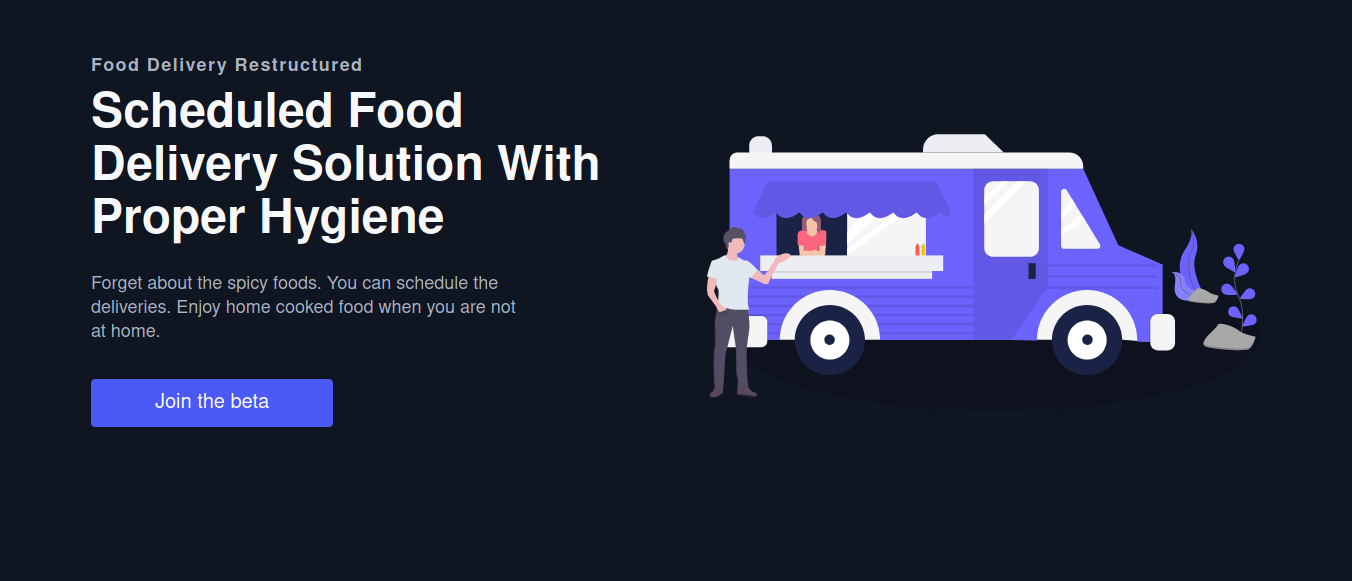 Food Delivery Restructured
Scheduled Food
Delivery Solution With
Proper Hygiene
Forget about the spicy foods. You can schedule the
deliveries. Enjoy home cooked food when you are not
at home.
Join the beta